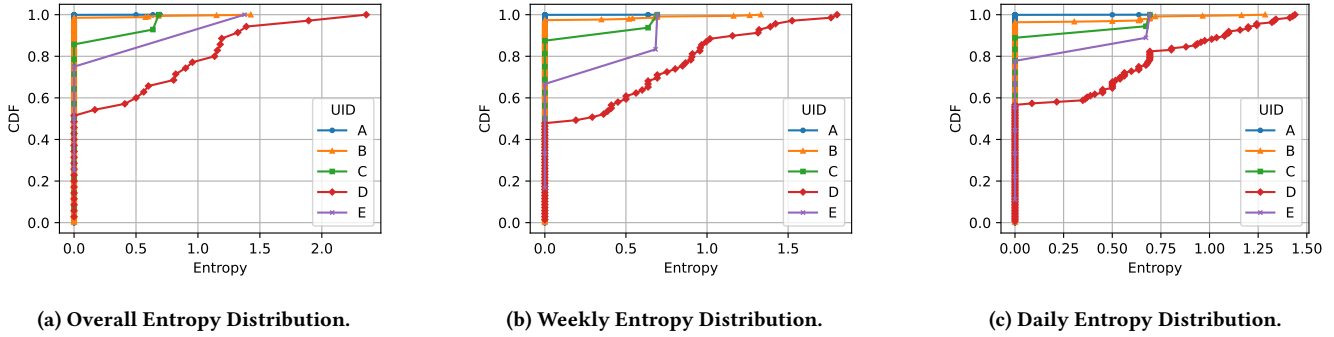 1.0
0.8
0.6
0.4
0.2
0.0
CDF
0.0 0.5 1.0 1.5 2.0
Entropy
UID
A
B
C
D
E
(a) Overall Entropy Distribution.
1.0
0.8
0.6
0.4
0.2
0.0
CDF
0.0 0.5 1.0 1.5
Entropy
UID
A
B
C
D
E
(b) Weekly Entropy Distribution.
1.0
0.8
0.6
0.4
0.2
0.0
CDF
0.00 0.25 0.50 0.75 1.00 1.25 1.50
Entropy
UID
A
B
C
D
E
(c) Daily Entropy Distribution.